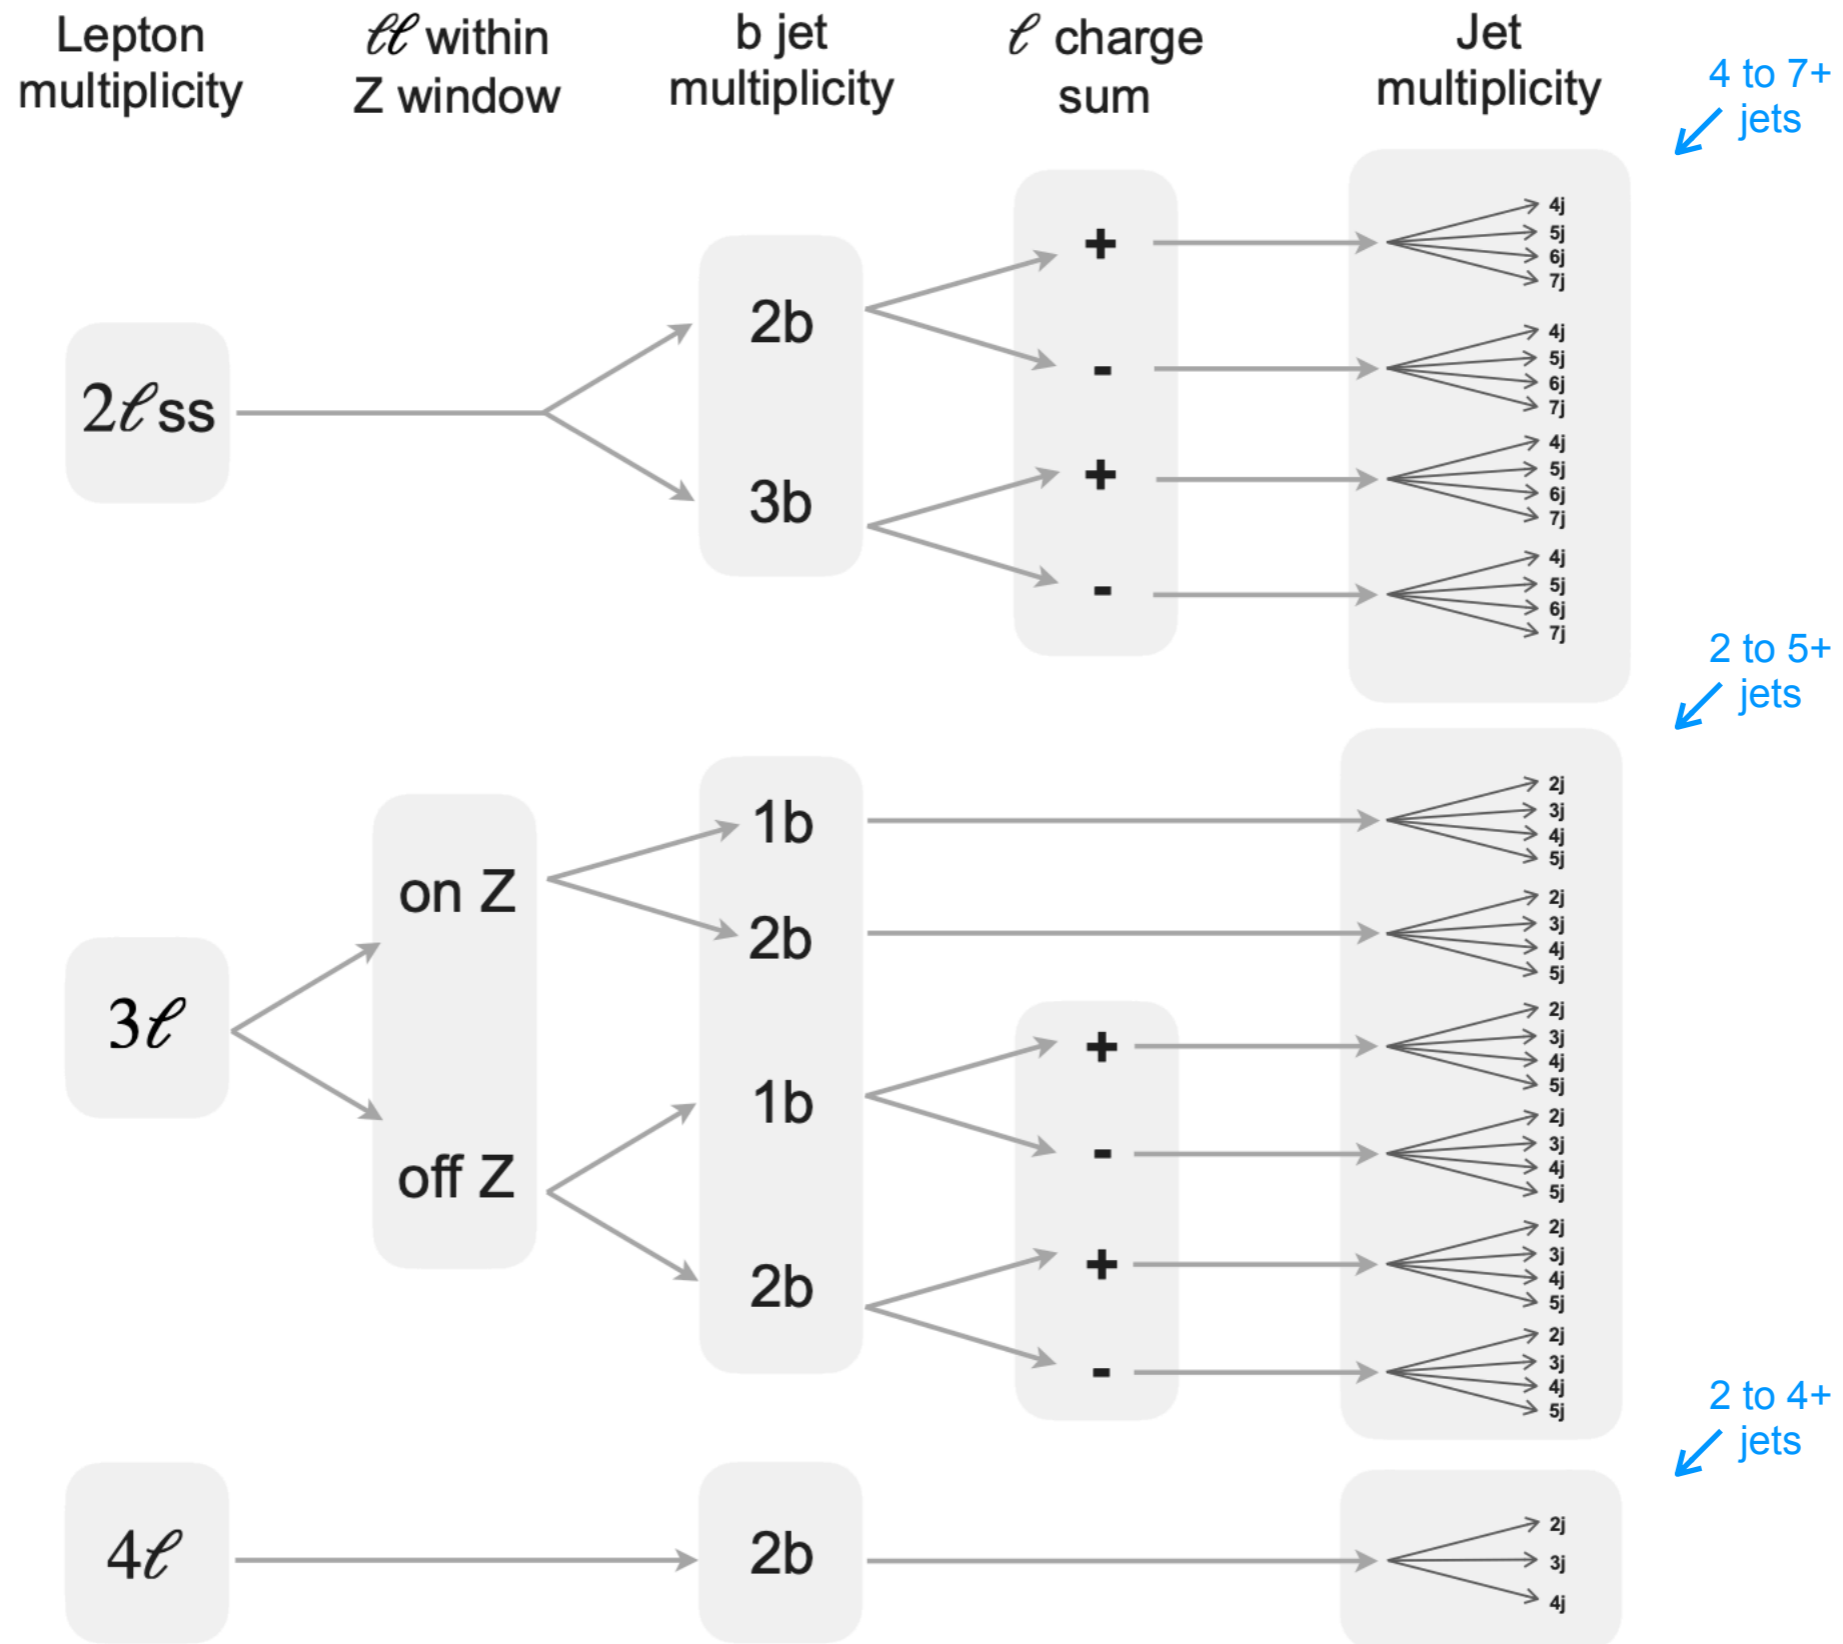 Lepton
multiplicity
ℓℓ within
Z window
b jet
multiplicity
ℓ charge
sum
Jet
multiplicity
4 to 7+
jets
2ℓ ss
2b
3b
+
-
+
-
4j
5j
6j
7j
4j
5j
6j
7j
4j
5j
6j
7j
4j
5j
6j
7j
2 to 5+
jets
3ℓ
on Z
off Z
1b
2b
1b
2b
+
-
+
-
2j
3j
4j
5j
2j
3j
4j
5j
2j
3j
4j
5j
2j
3j
4j
5j
2j
3j
4j
5j
2j
3j
4j
5j
2 to 4+
jets
4ℓ
2b
2j
3j
4j